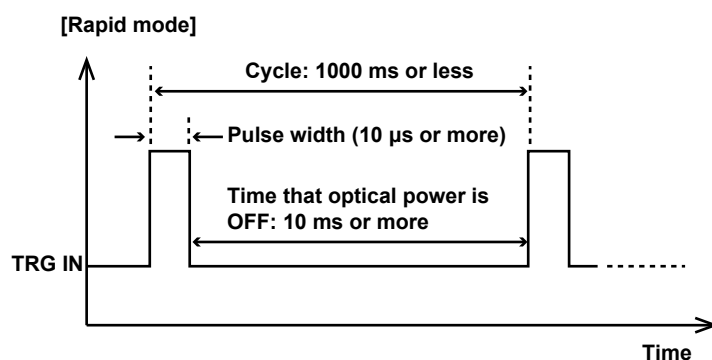 [Rapid mode]
Cycle: 1000 ms or less
Pulse width (10 µs or more)
Time that optical power is
OFF: 10 ms or more
TRG IN
Time